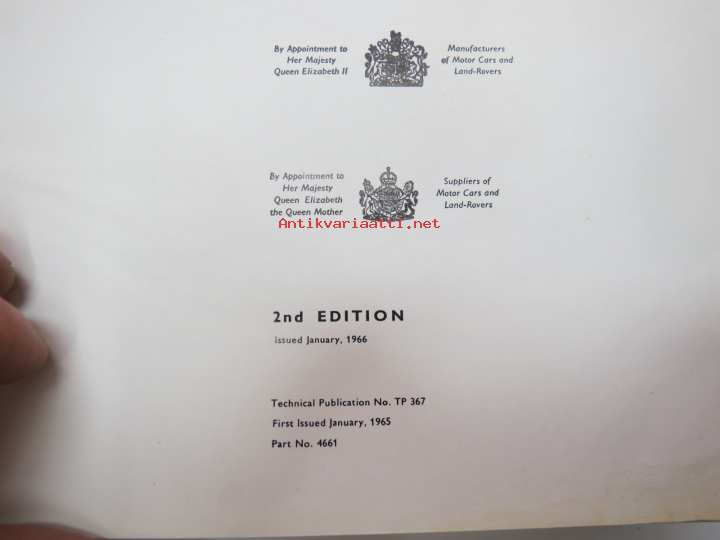 By Appointment to
Her Majesty
Queen Elizabeth II
Manufacturers
of Motor Cars and
Land-Rovers
By Appointment to
Her Majesty
Queen Elizabeth
the Queen Mother
Suppliers of
Motor Cars and
Land-Rovers
Antikvariaatti.net
2nd EDITION
issued January, 1966
Technical Publication No. TP 367
First Issued January, 1965
Part No. 4661